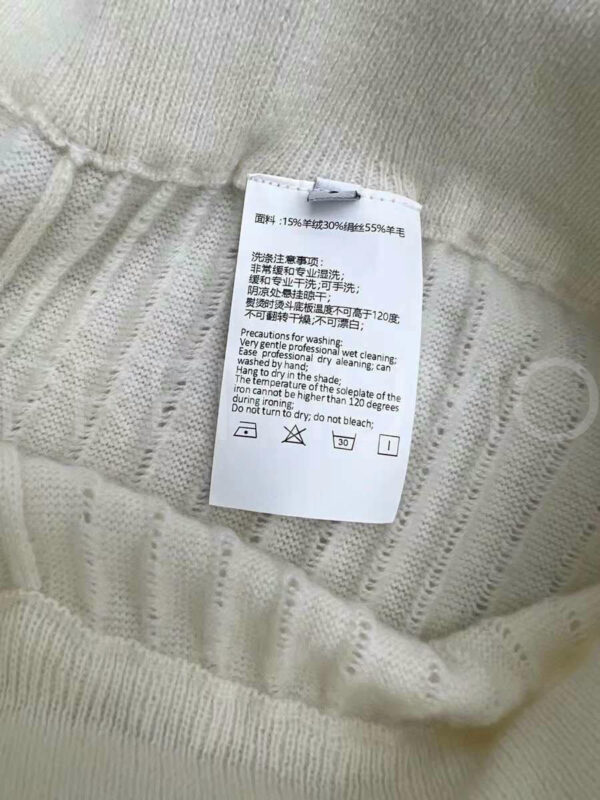 面料 :15%羊绒30%绢丝55%羊毛
洗涤注意事项：
非常缓和专业湿洗；
缓和专业干洗;可手洗；
阴凉处悬挂晾干；
熨烫时烫斗底板温度不可高于120度;
不可翻转干燥;不可漂白；
Precautions for washing:
Very gentle professional wet cleaning;
Ease professional dry aleaning; can
washed by hand;
Hang to dry in the shade;
The temperature of the soleplate of the
iron cannot be higher than 120 degrees
during ironing;
Do not turn to dry; do not bleach;
30